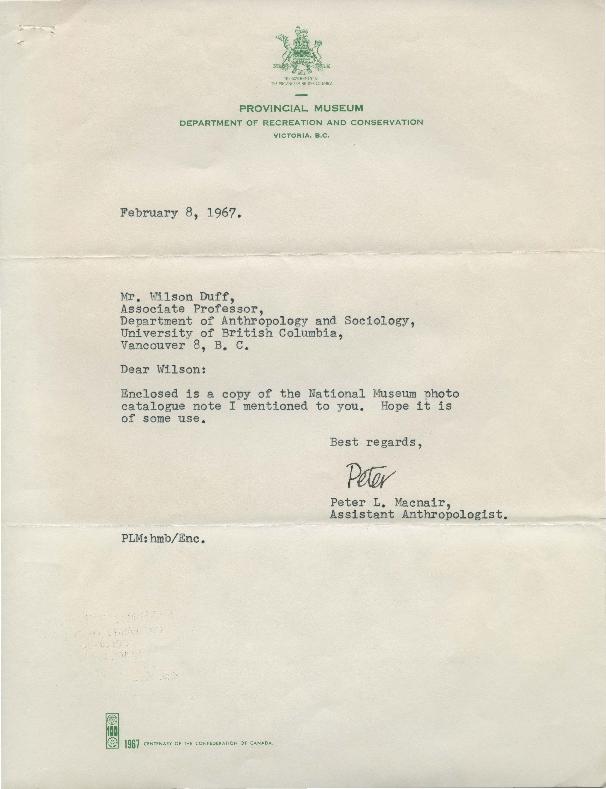 PROVINCIAL MUSEUM
DEPARTMENT OF RECREATION AND CONSERVATION
VICTORIA, B.C.
February 8, 1967.
Mr. Wilson Duff,
Associate Professor,
Department of Anthropology and Sociology,
University of British Columbia,
Vancouver 8, B. C.
Dear Wilson:
Enclosed is a copy of the National Museum photo
catalogue note I mentioned to you.  Hope it is
of some use.
Best regards,
Peter
Peter L. Macnair,
Assistant Anthropologist.
PLM:hmb/Enc.
100
1967 CENTENARY OF THE CONFEDERATION OF CANADA.